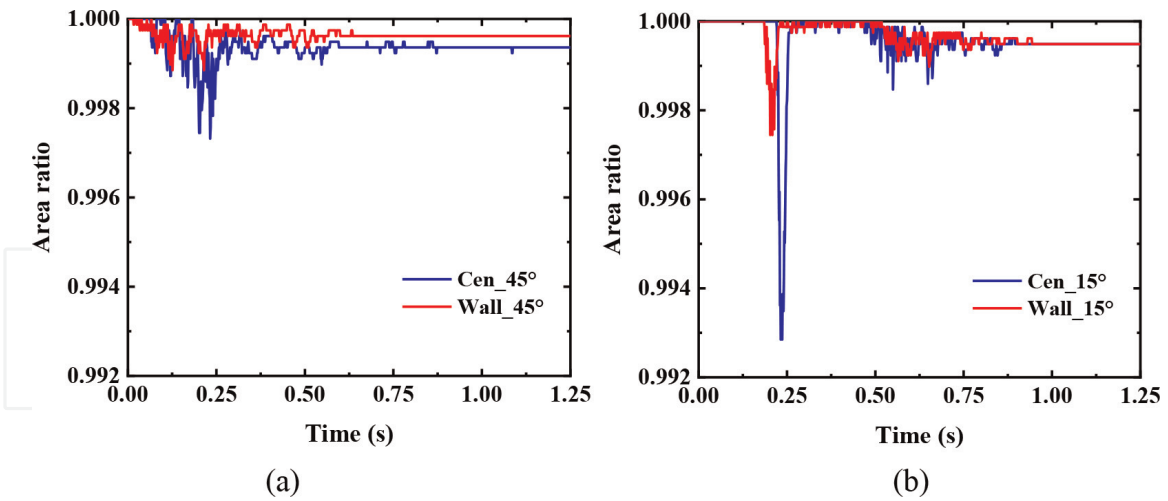 1.000
0.998
0.996
0.994
0.992
Area ratio
Cen_45°
Wall_45°
0.00 0.25 0.50 0.75 1.00 1.25
Time (s)
(a)
1.000
0.998
0.996
0.994
0.992
Area ratio
Cen_15°
Wall_15°
0.00 0.25 0.50 0.75 1.00 1.25
Time (s)
(b)